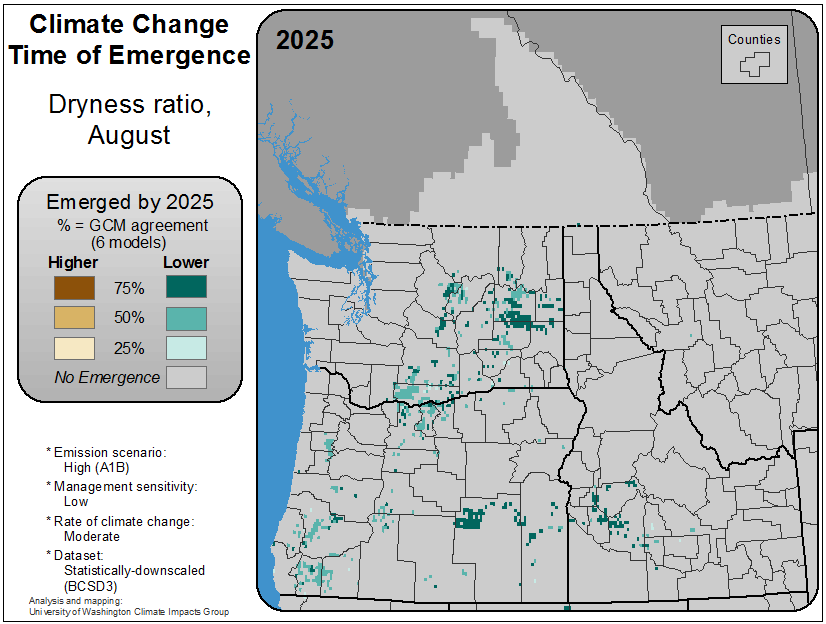 Climate Change
Time of Emergence
Dryness ratio,
August
Emerged by 2025
% = GCM agreement
(6 models)
Higher Lower
75%
50%
25%
No Emergence
* Emission scenario:
High (A1B)
* Management sensitivity:
Low
* Rate of climate change:
Moderate
* Dataset:
Statistically-downscaled
(BCSD3)
Analysis and mapping:
University of Washington Climate Impacts Group
2025
Counties